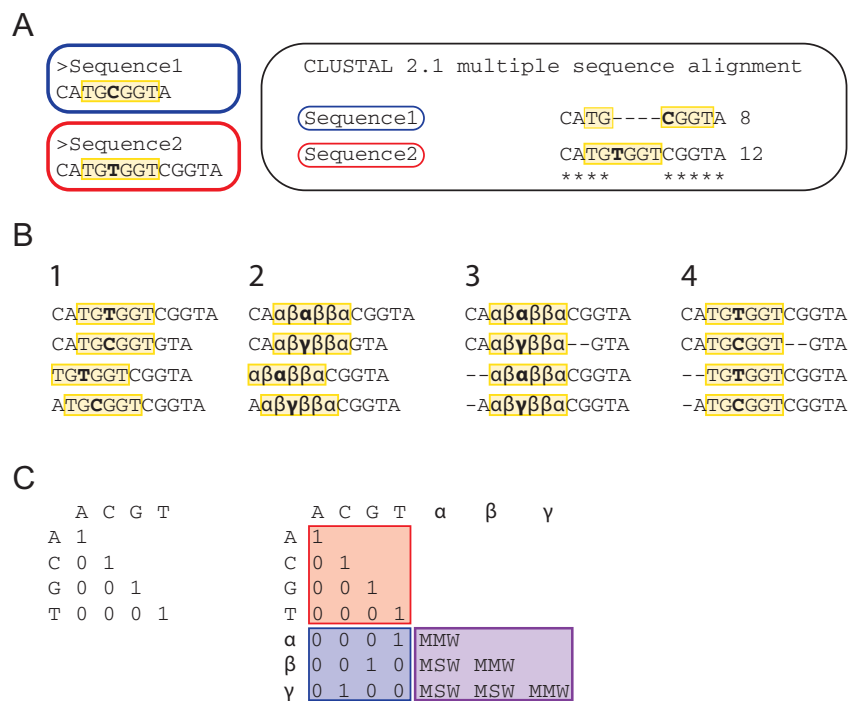 A
>Sequence1
CATGCGGTA
>Sequence2
CATGTGGTCGGTA
CLUSTAL 2.1 multiple sequence alignment
Sequence1 CATG----CGGTA 8
Sequence2 CATGTGGTCGGTA 12
**** *****
B
1 2 3 4
CATGTGGTCGGTA CAαβαββαCGGTA CAαβαββαCGGTA CATGTGGTCGGTA
CATGCGGTGTA CAαβγββαGTA CAαβγββα--GTA CATGCGGT--GTA
TGTGGTCGGTA αβαββαCGGTA --αβαββαCGGTA --TGTGGTCGGTA
ATGCGGTCGGTA AαβγββαCGGTA -AαβγββαCGGTA -ATGCGGTCGGTA
C
A C G T A C G T α β γ
A 1 A 1
C 0 1 C 0 1
G 0 0 1 G 0 0 1
T 0 0 0 1 T 0 0 0 1
α 0 0 0 1 MMW
β 0 0 1 0 MSW MMW
γ 0 1 0 0 MSW MSW MMW